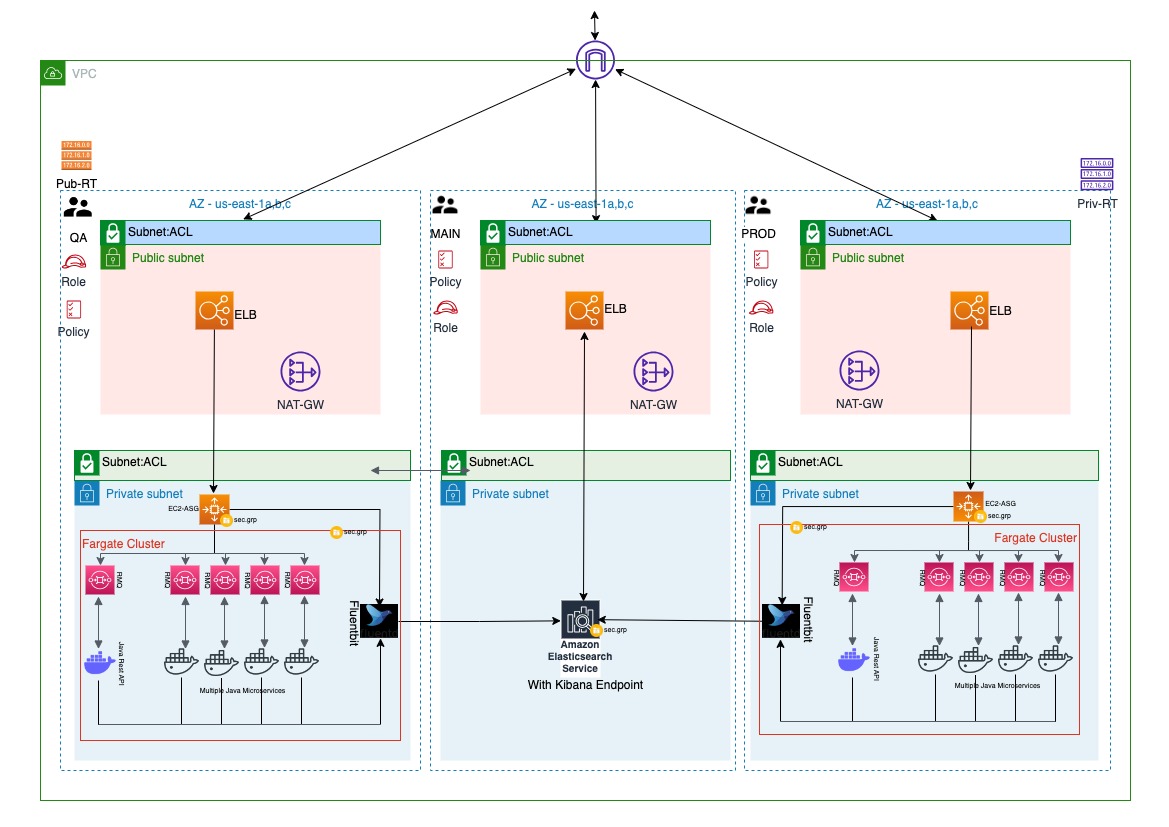 VPC
172.16.0.0
172.16.1.0
172.16.2.0
Pub-RT
172.16.0.0
172.16.1.0
172.16.2.0
Priv-RT
AZ - us-east-1a,b,c
QA
Role
Policy
Subnet:ACL
Public subnet
ELB
NAT-GW
Subnet:ACL
Private subnet
EC2-ASG
sec.grp
sec.grp
Fargate Cluster
RMQ
RMQ
RMQ
RMQ
RMQ
Fluentbit
Java Rest API
Multiple Java Microservices
AZ - us-east-1a,b,c
MAIN
Policy
Role
Subnet:ACL
Public subnet
ELB
NAT-GW
Subnet:ACL
Private subnet
sec.grp
Amazon
Elasticsearch
Service
With Kibana Endpoint
AZ - us-east-1a,b,c
PROD
Policy
Role
Subnet:ACL
Public subnet
ELB
NAT-GW
Subnet:ACL
Private subnet
EC2-ASG
sec.grp
sec.grp
Fargate Cluster
RMQ
RMQ
RMQ
RMQ
RMQ
Fluentbit
Java Rest API
Multiple Java Microservices